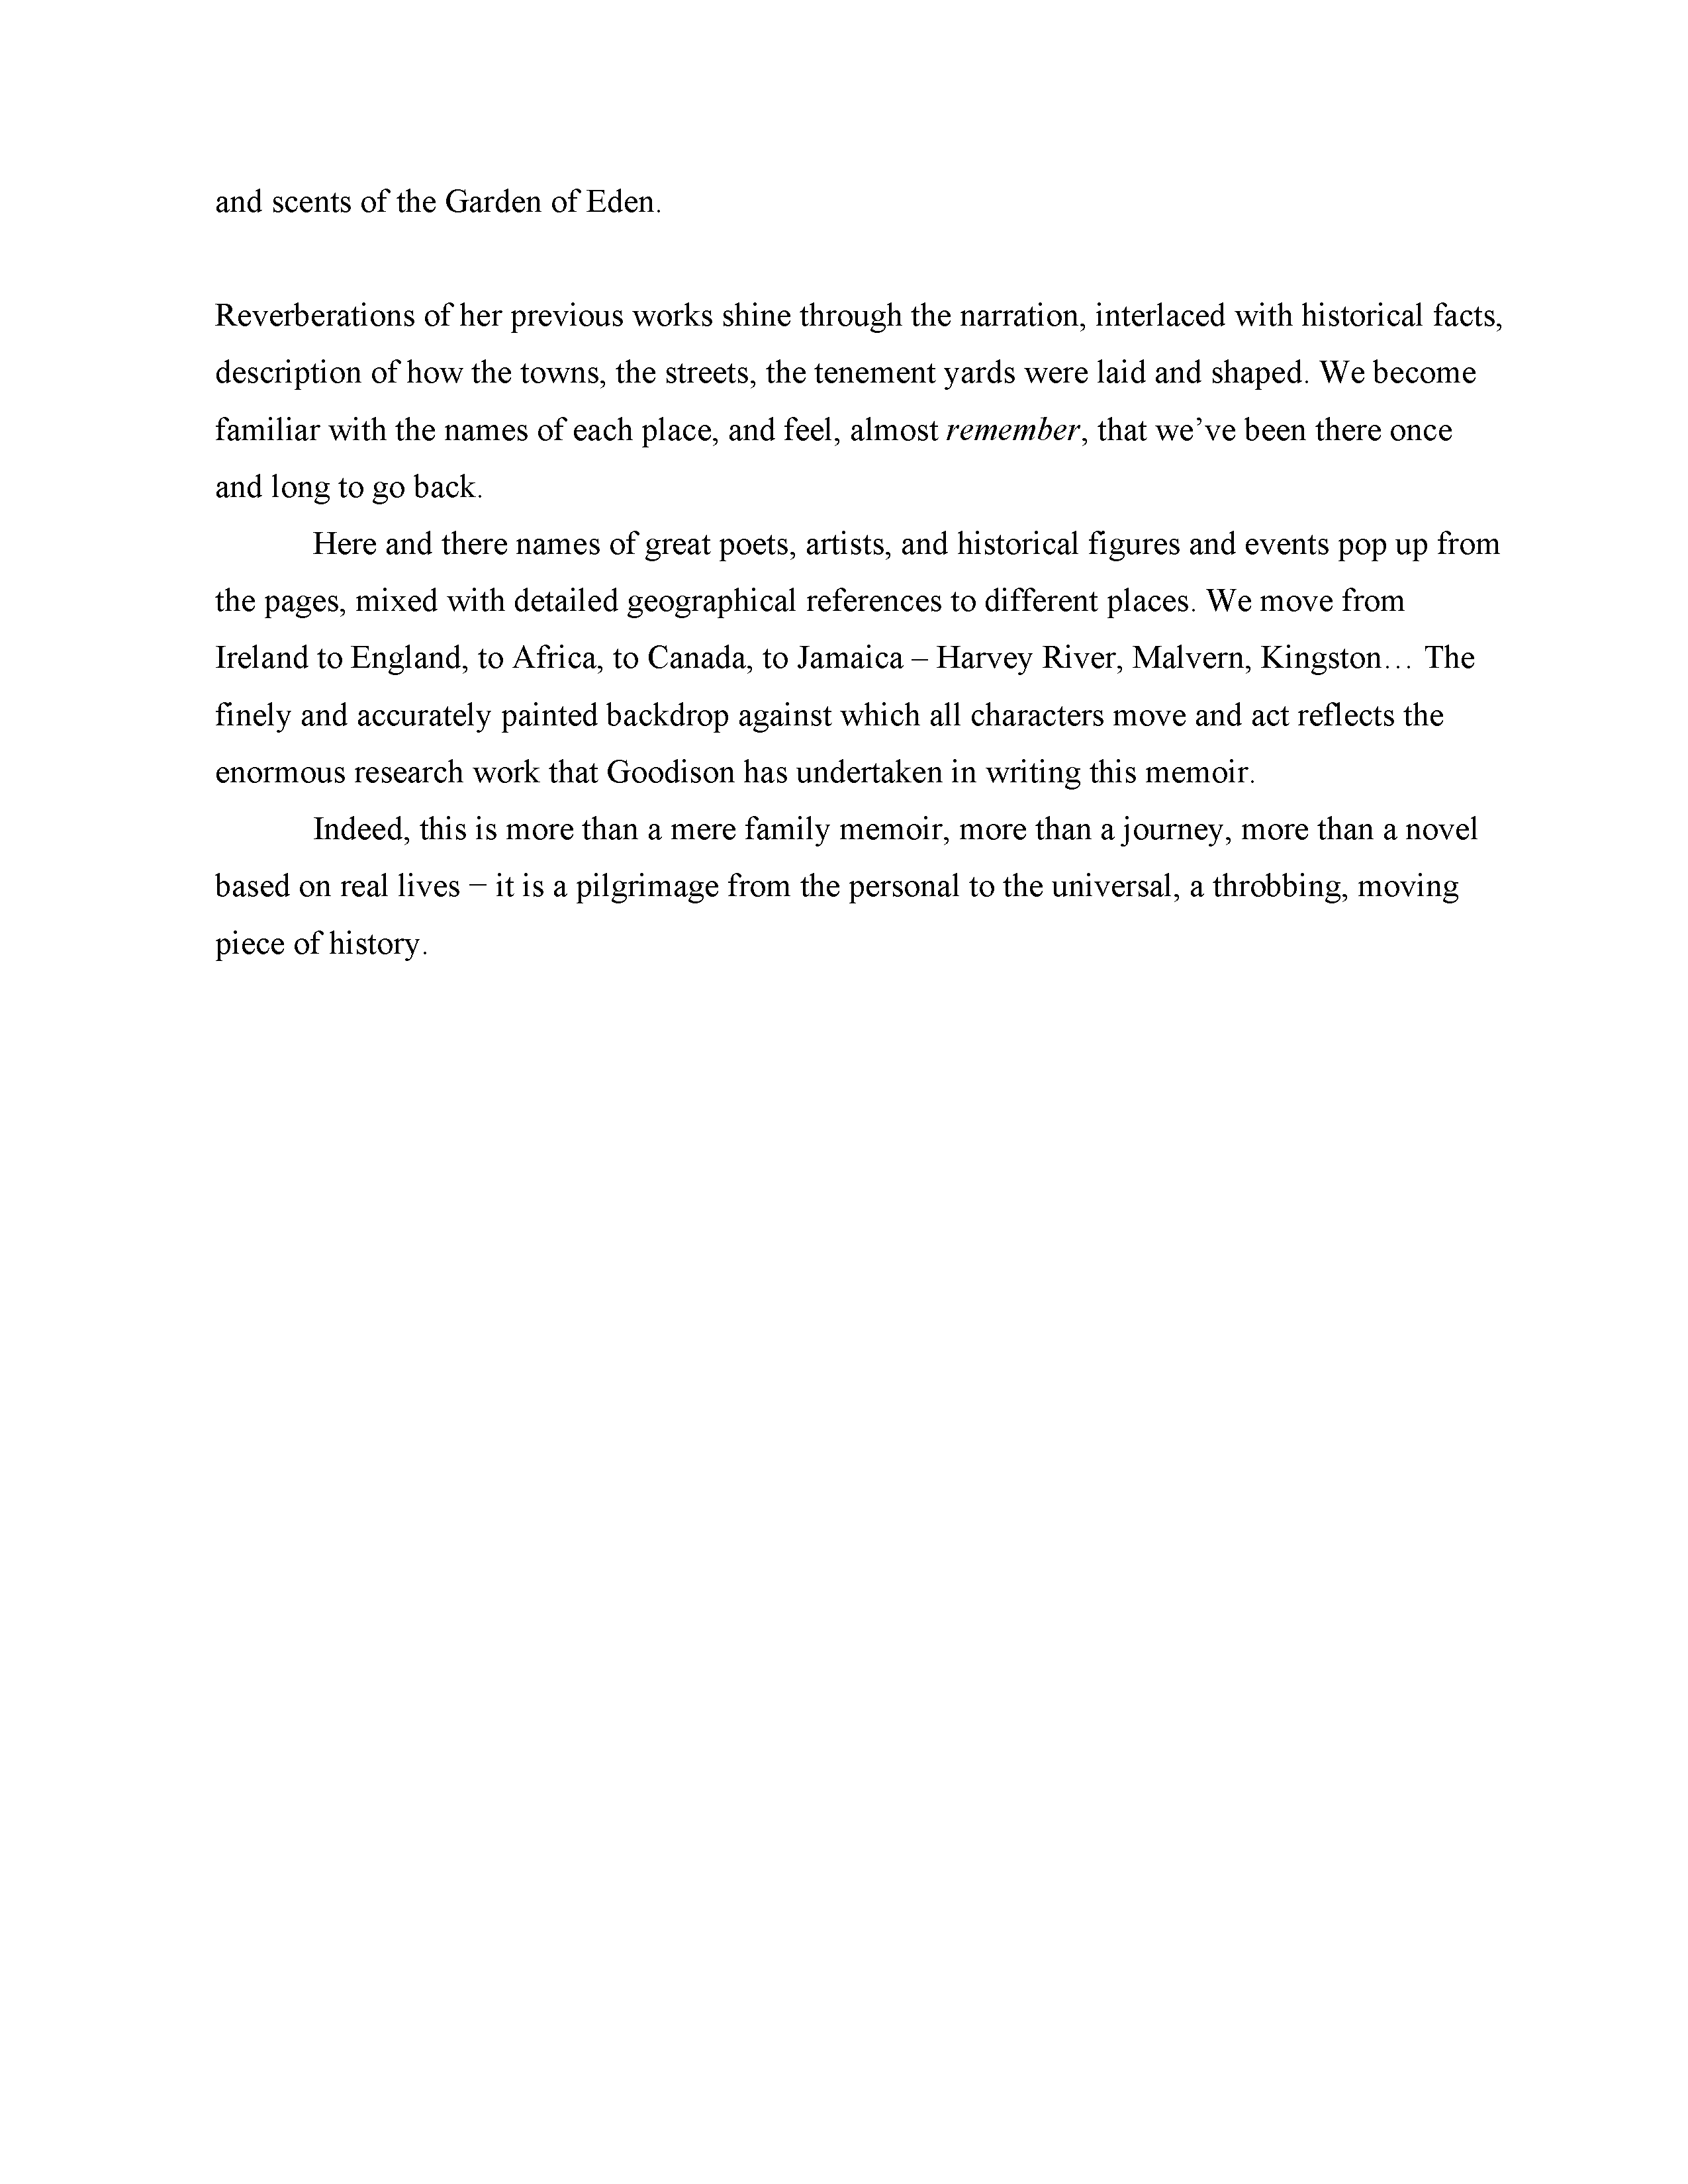 and scents of the Garden of Eden.
Reverberations of her previous works shine through the narration, interlaced with historical facts,
description of how the towns, the streets, the tenement yards were laid and shaped. We become
familiar with the names of each place, and feel, almost remember, that we’ve been there once
and long to go back.
Here and there names of great poets, artists, and historical figures and events pop up from
the pages, mixed with detailed geographical references to different places. We move from
Ireland to England, to Africa, to Canada, to Jamaica – Harvey River, Malvern, Kingston… The
finely and accurately painted backdrop against which all characters move and act reflects the
enormous research work that Goodison has undertaken in writing this memoir.
Indeed, this is more than a mere family memoir, more than a journey, more than a novel
based on real lives − it is a pilgrimage from the personal to the universal, a throbbing, moving
piece of history.